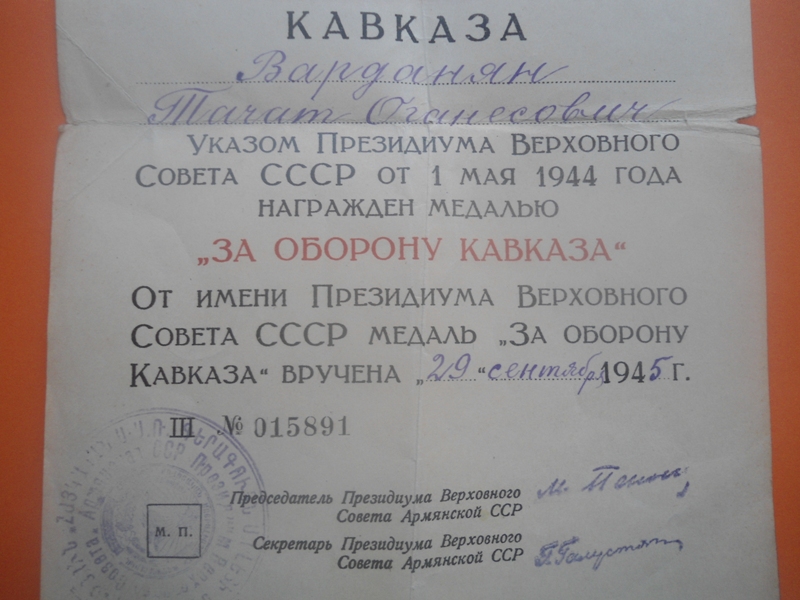 КАВКАЗА
Варданян
Тачат Оганесович
Указом Президиума Верховного
Совета СССР от 1 мая 1944 года
награжден медалью
„ЗА ОБОРОНУ КАВКАЗА“
От имени Президиума Верховного
Совета СССР медаль „За оборону
Кавказа“ вручена „29“ сентября 1945 г.
Ш № 015891
Председатель Президиума Верховного
Совета Армянской ССР
м. п.
Секретарь Президиума Верховного
Совета Армянской ССР